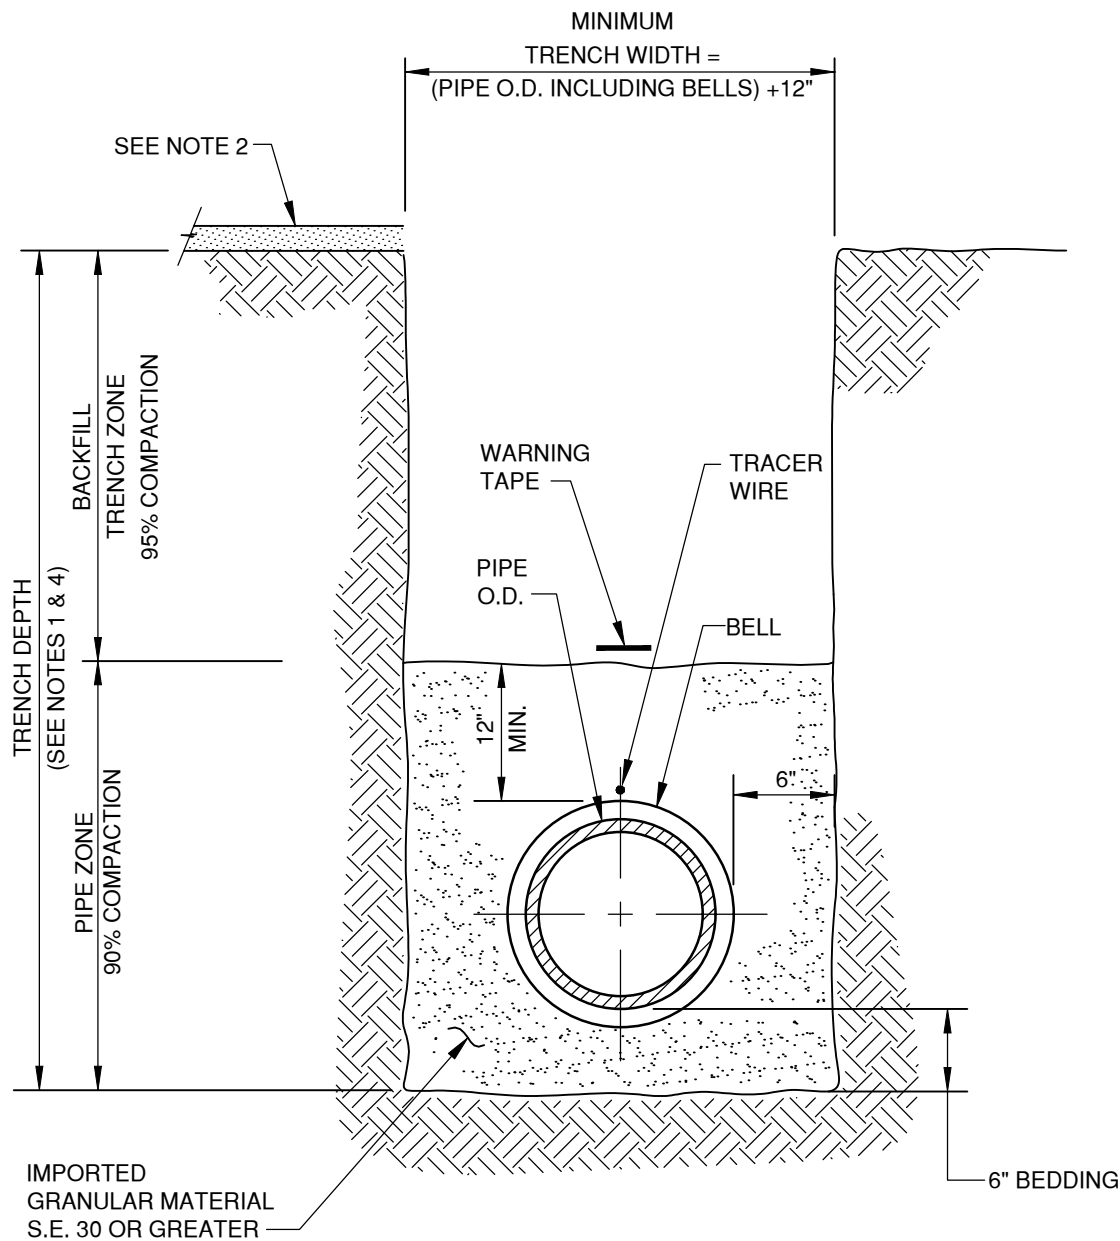 MINIMUM
TRENCH WIDTH =
(PIPE O.D. INCLUDING BELLS) +12"
SEE NOTE 2
BACKFILL
TRENCH ZONE
95% COMPACTION
TRENCH DEPTH
(SEE NOTES 1 & 4)
PIPE ZONE
90% COMPACTION
WARNING
TAPE
TRACER
WIRE
PIPE
O.D.
BELL
12"
MIN.
6"
6" BEDDING
IMPORTED
GRANULAR MATERIAL
S.E. 30 OR GREATER